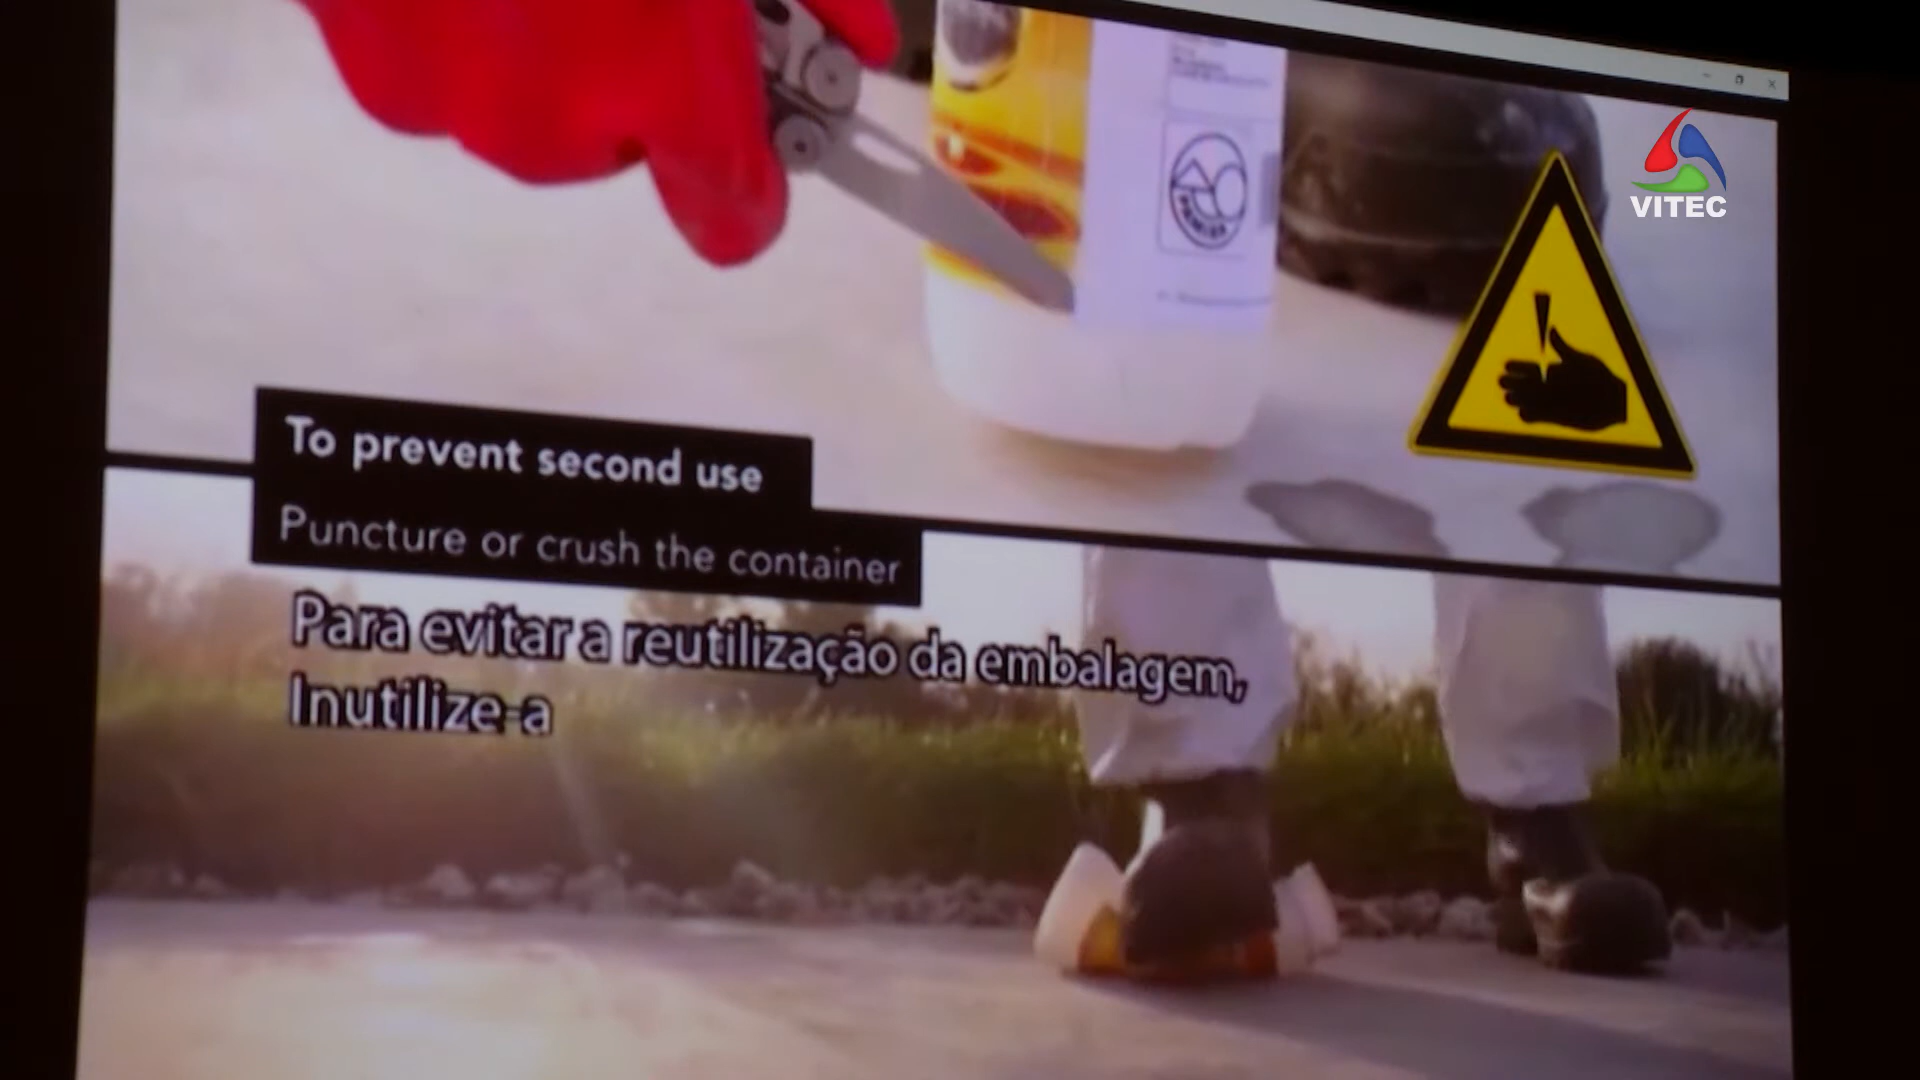 VITEC
To prevent second use
Puncture or crush the container
Para evitar a reutilização da embalagem,
Inutilize-a